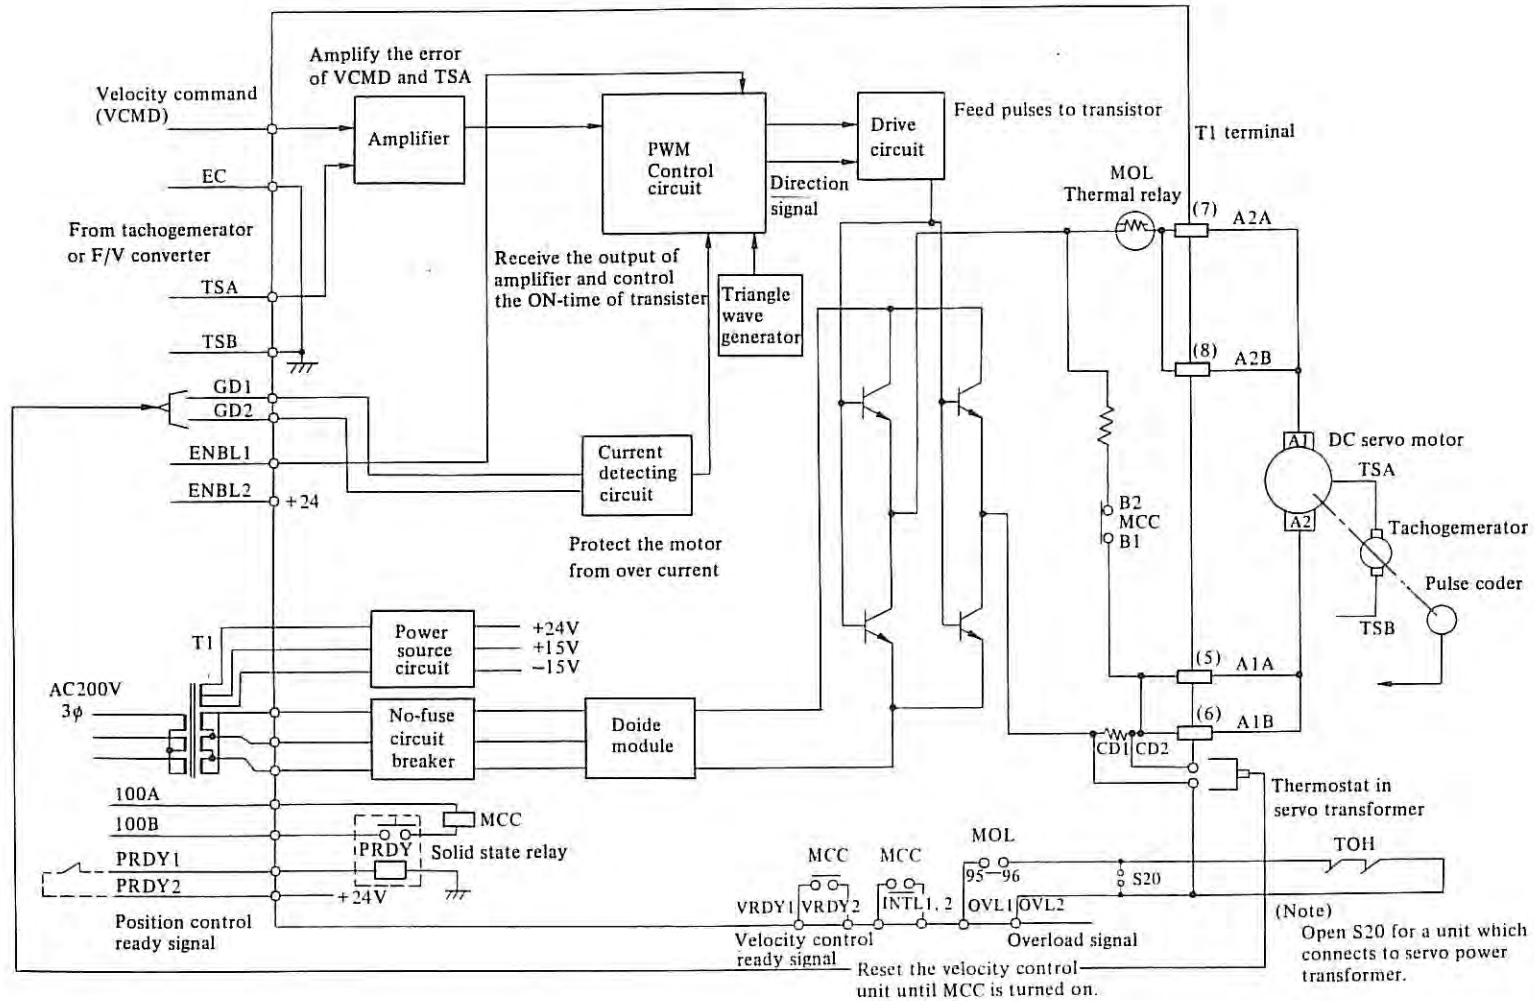 Amplify the error
of VCMD and TSA
Velocity command
(VCMD)
Amplifier
PWM
Control
circuit
Drive
circuit
Feed pulses to transistor
T1 terminal
EC
Direction
signal
MOL
Thermal relay
(7)
A2A
From tachogemerator
or F/V converter
Receive the output of
amplifier and control
the ON-time of transister
Triangle
wave
generator
TSA
TSB
(8)
A2B
GD1
GD2
ENBL1
ENBL2
+24
Current
detecting
circuit
A1
DC servo motor
TSA
A2
B2
MCC
B1
Tachogemerator
Protect the motor
from over current
Pulse coder
TSB
T1
Power
source
circuit
+24V
+15V
−15V
(5)
A1A
AC200V
3ϕ
No-fuse
circuit
breaker
Doide
module
(6)
A1B
CD1
CD2
Thermostat in
servo transformer
100A
100B
MCC
PRDY
Solid state relay
PRDY1
PRDY2
+24V
Position control
ready signal
MCC
MCC
MOL
95—96
S20
TOH
VRDY1
VRDY2
INTL1, 2
OVL1
OVL2
Velocity control
ready signal
Overload signal
(Note)
Open S20 for a unit which
connects to servo power
transformer.
Reset the velocity control
unit until MCC is turned on.